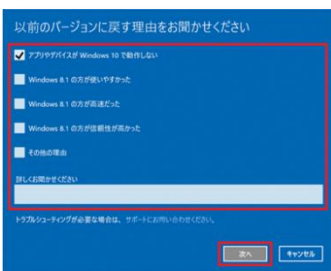 以前のバージョンに戻す理由をお聞かせください
アプリやデバイスが Windows 10 で動作しない
Windows 8.1 の方が使いやすかった
Windows 8.1 の方が高速だった
Windows 8.1 の方が信頼性が高かった
その他の理由
詳しくお聞かせください
トラブルシューティングが必要な場合は、サポートにお問い合わせください。
次へ
キャンセル